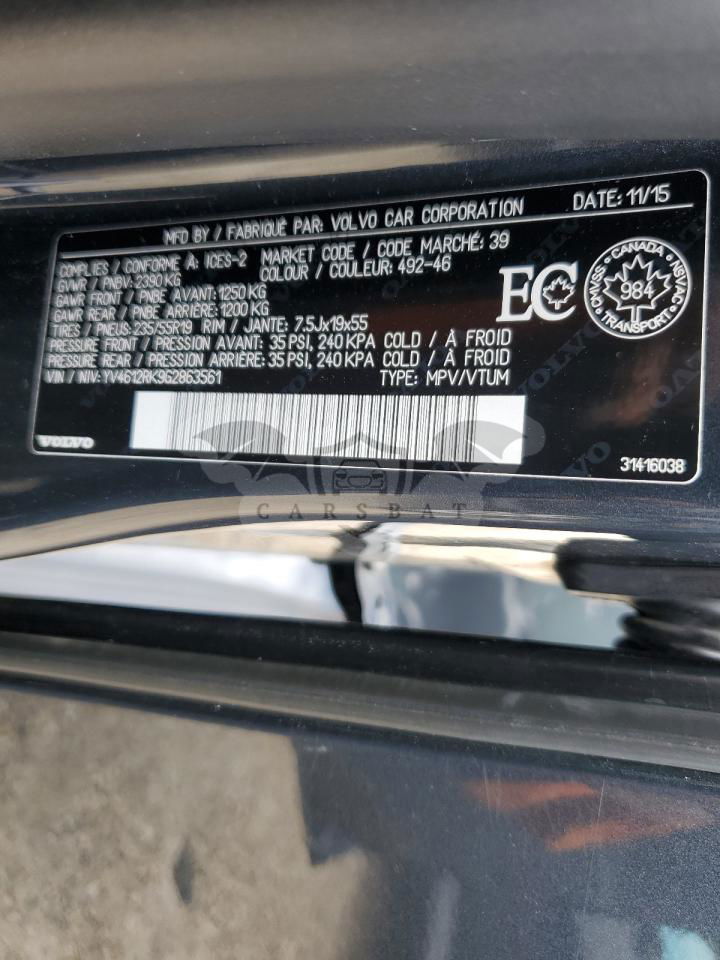 MFD BY / FABRIQUÉ PAR: VOLVO CAR CORPORATION DATE: 11/15
COMPLIES / CONFORME À: ICES-2 MARKET CODE / CODE MARCHÉ: 39
GVWR / PNBV: 2390 KG COLOUR / COULEUR: 492-46
GAWR FRONT / PNBE AVANT: 1250 KG
GAWR REAR / PNBE ARRIÈRE: 1200 KG
TIRES / PNEUS: 235/55R19 RIM / JANTE: 7.5Jx19x55
PRESSURE FRONT / PRESSION AVANT: 35 PSI, 240 KPA COLD / À FROID
PRESSURE REAR / PRESSION ARRIÈRE: 35 PSI, 240 KPA COLD / À FROID
VIN / NIV: YV4612RK9G2863561 TYPE: MPV/VTUM
EC
CANADA
CMVSS 984 NSVAC
TRANSPORT
VOLVO
31416038
CARSBAT